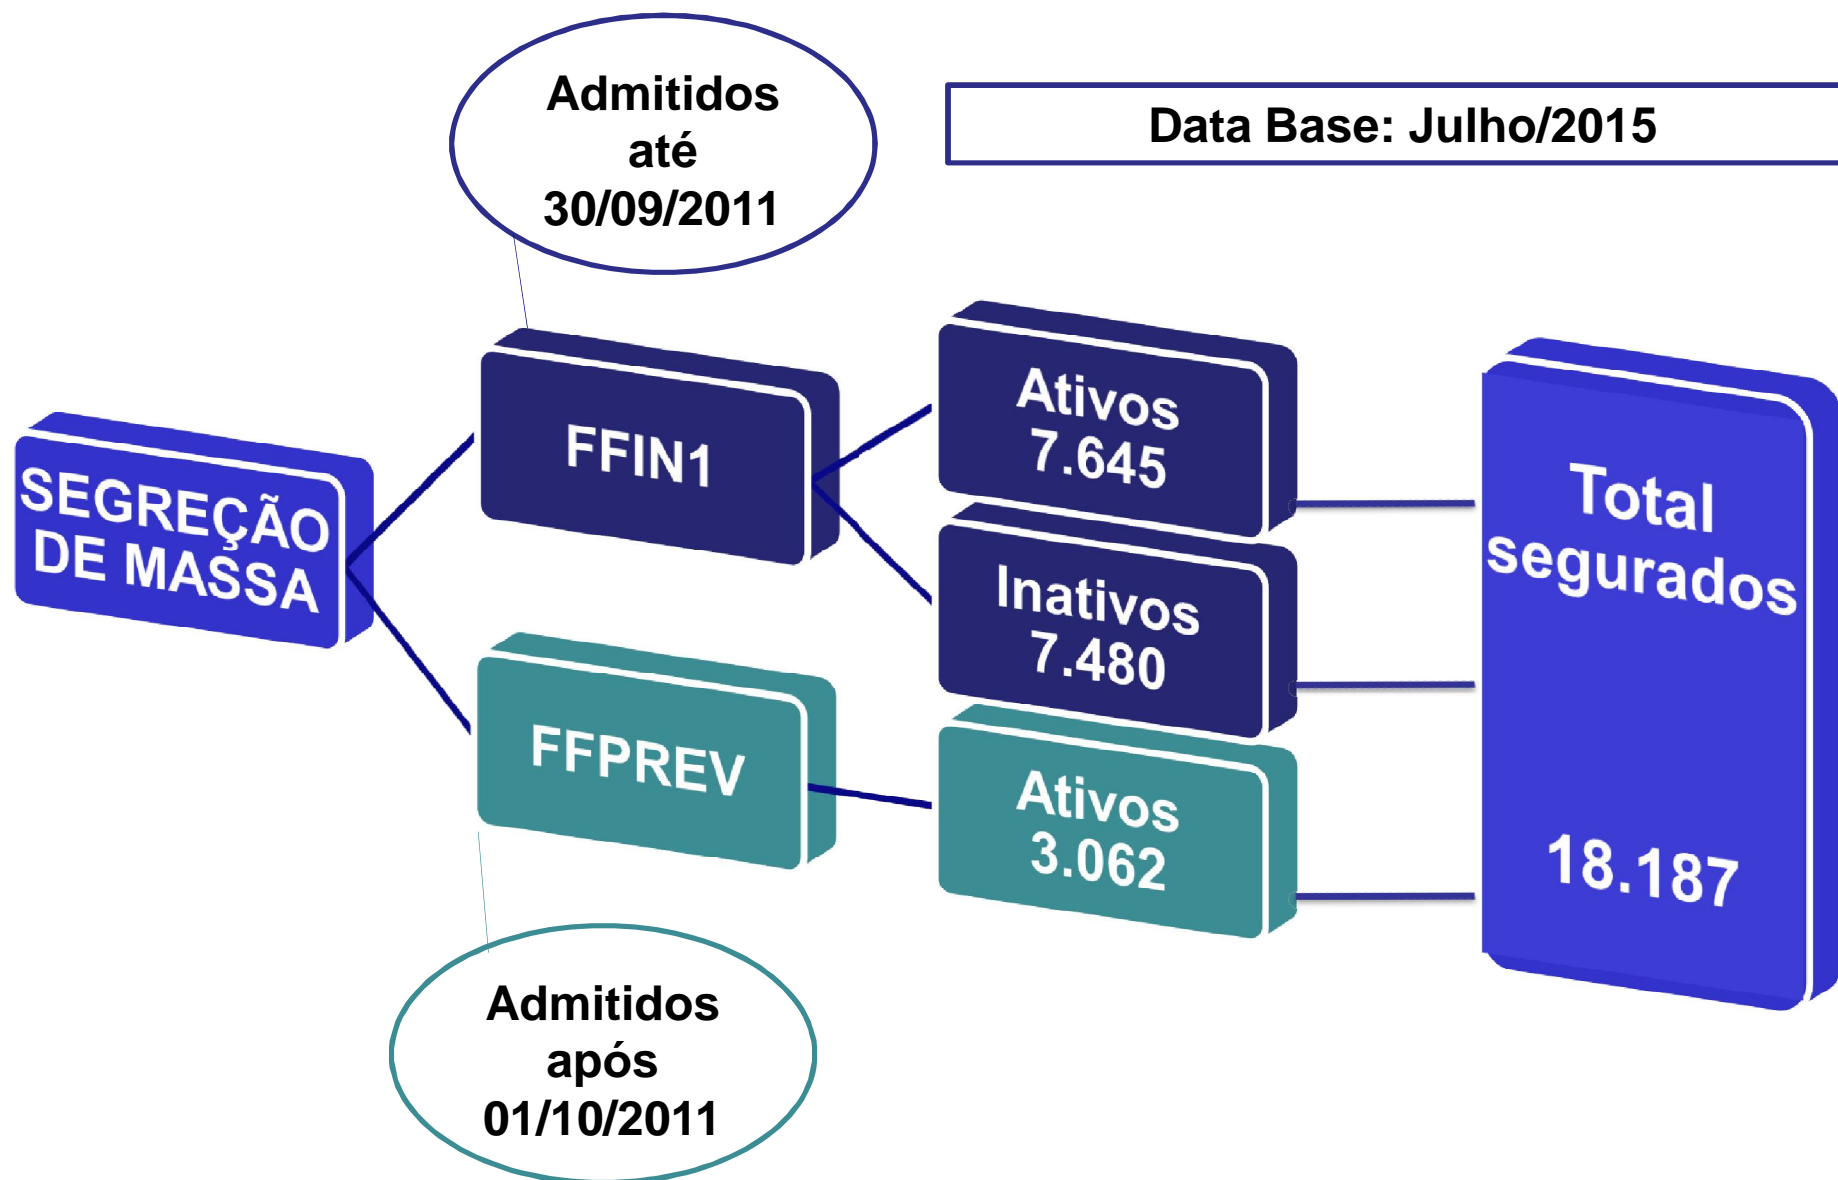 Admitidos
até
30/09/2011
Data Base: Julho/2015
SEGREÇÃO
DE MASSA
FFIN1
Ativos
7.645
Inativos
7.480
FFPREV
Ativos
3.062
Total
segurados
18.187
Admitidos
após
01/10/2011